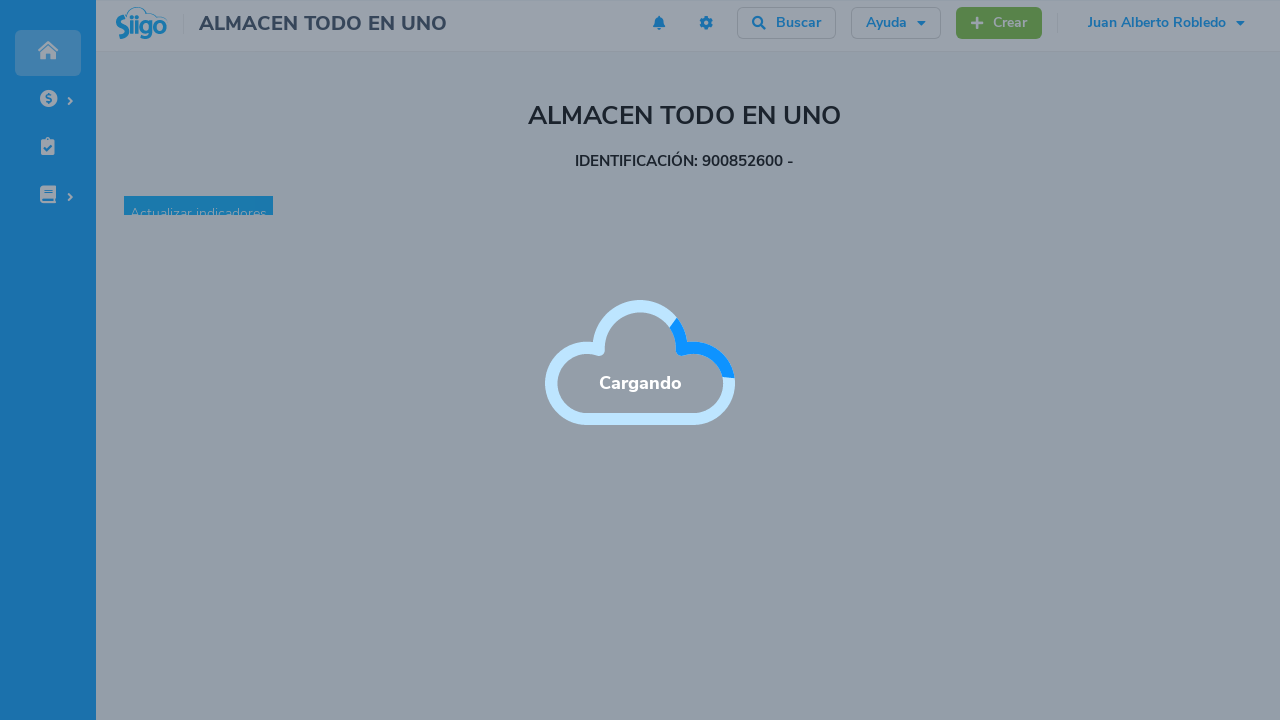 Siigo
ALMACEN TODO EN UNO
Buscar
Ayuda
Crear
Juan Alberto Robledo
ALMACEN TODO EN UNO
IDENTIFICACIÓN: 900852600 -
Actualizar indicadores
Cargando